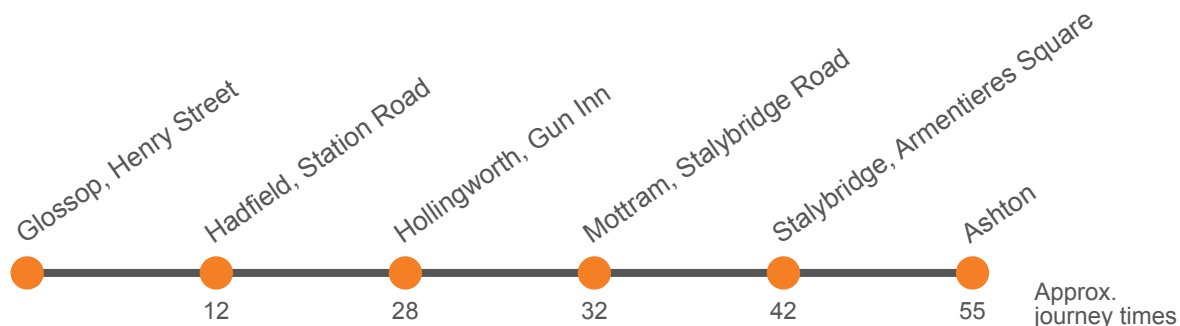 Glossop, Henry Street
Hadfield, Station Road
Hollingworth, Gun Inn
Mottram, Stalybridge Road
Stalybridge, Armentieres Square
Ashton
12
28
32
42
55
Approx.
journey times